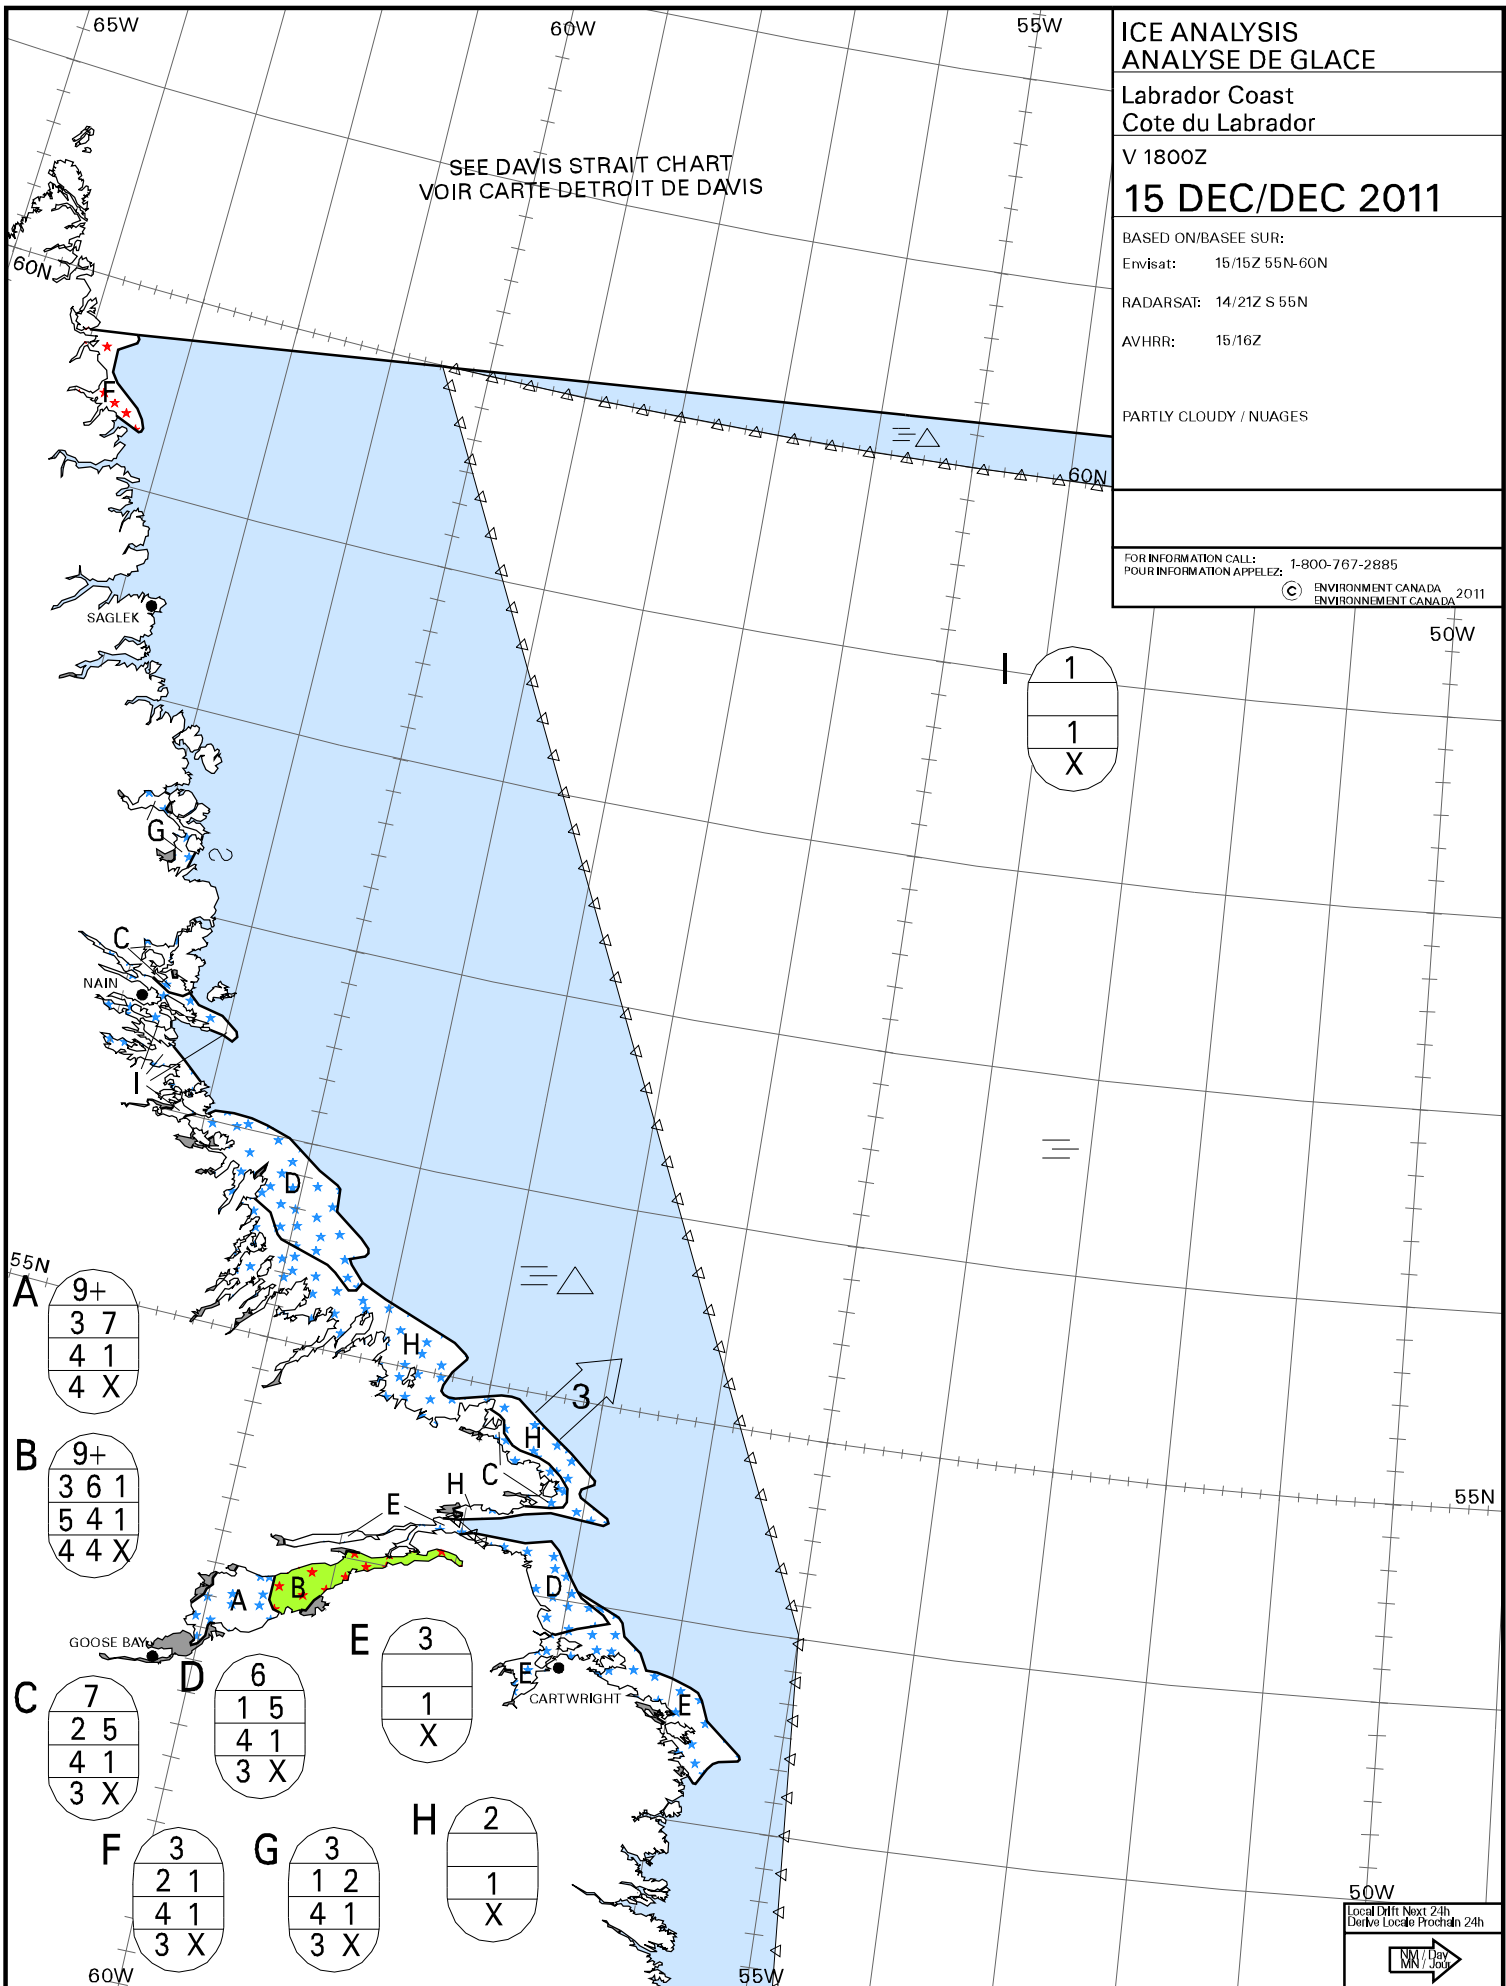 65W
60W
55W
ICE ANALYSIS
ANALYSE DE GLACE
Labrador Coast
Cote du Labrador
V 1800Z
15 DEC/DEC 2011
BASED ON/BASEE SUR:
Envisat: 15/15Z 55N-60N
RADARSAT: 14/21Z S 55N
AVHRR: 15/16Z
PARTLY CLOUDY / NUAGES
FOR INFORMATION CALL: 1-800-767-2885
POUR INFORMATION APPELEZ:
© ENVIRONMENT CANADA 2011
ENVIRONNEMENT CANADA
SEE DAVIS STRAIT CHART
VOIR CARTE DETROIT DE DAVIS
60N
F
60N
SAGLEK
50W
I
1
1
X
G
C
NAIN
I
D
55N
A
9+
3 7
4 1
4 X
H
3
B
9+
3 6 1
5 4 1
4 4 X
H
C
H
E
55N
A
B
D
GOOSE BAY
E
CARTWRIGHT
E
C
7
2 5
4 1
3 X
D
6
1 5
4 1
3 X
E
3
1
X
F
3
2 1
4 1
3 X
G
3
1 2
4 1
3 X
H
2
1
X
60W
55W
50W
Local Drift Next 24h
Derive Locale Prochain 24h
NM / Day
MN / Jour